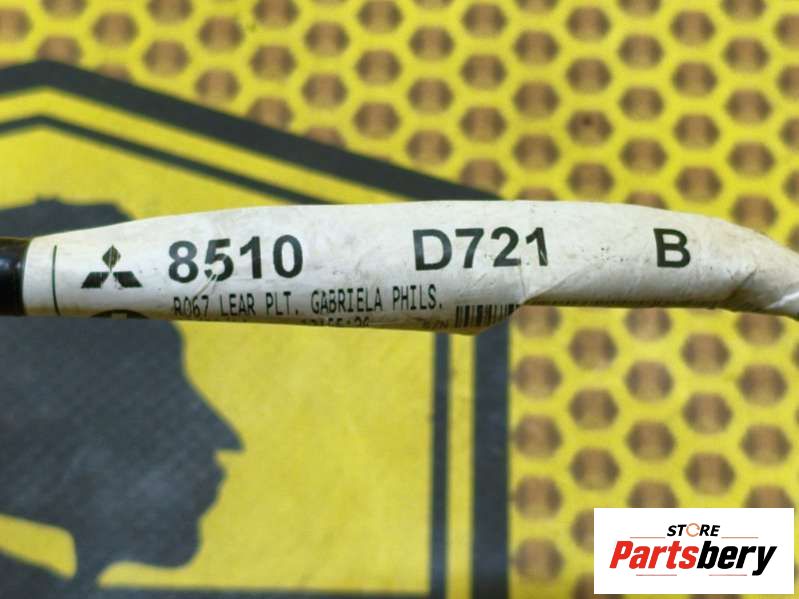 8510 D721 B
R067 LEAR PLT. GABRIELA PHILS.
S/N
STORE
Partsbery